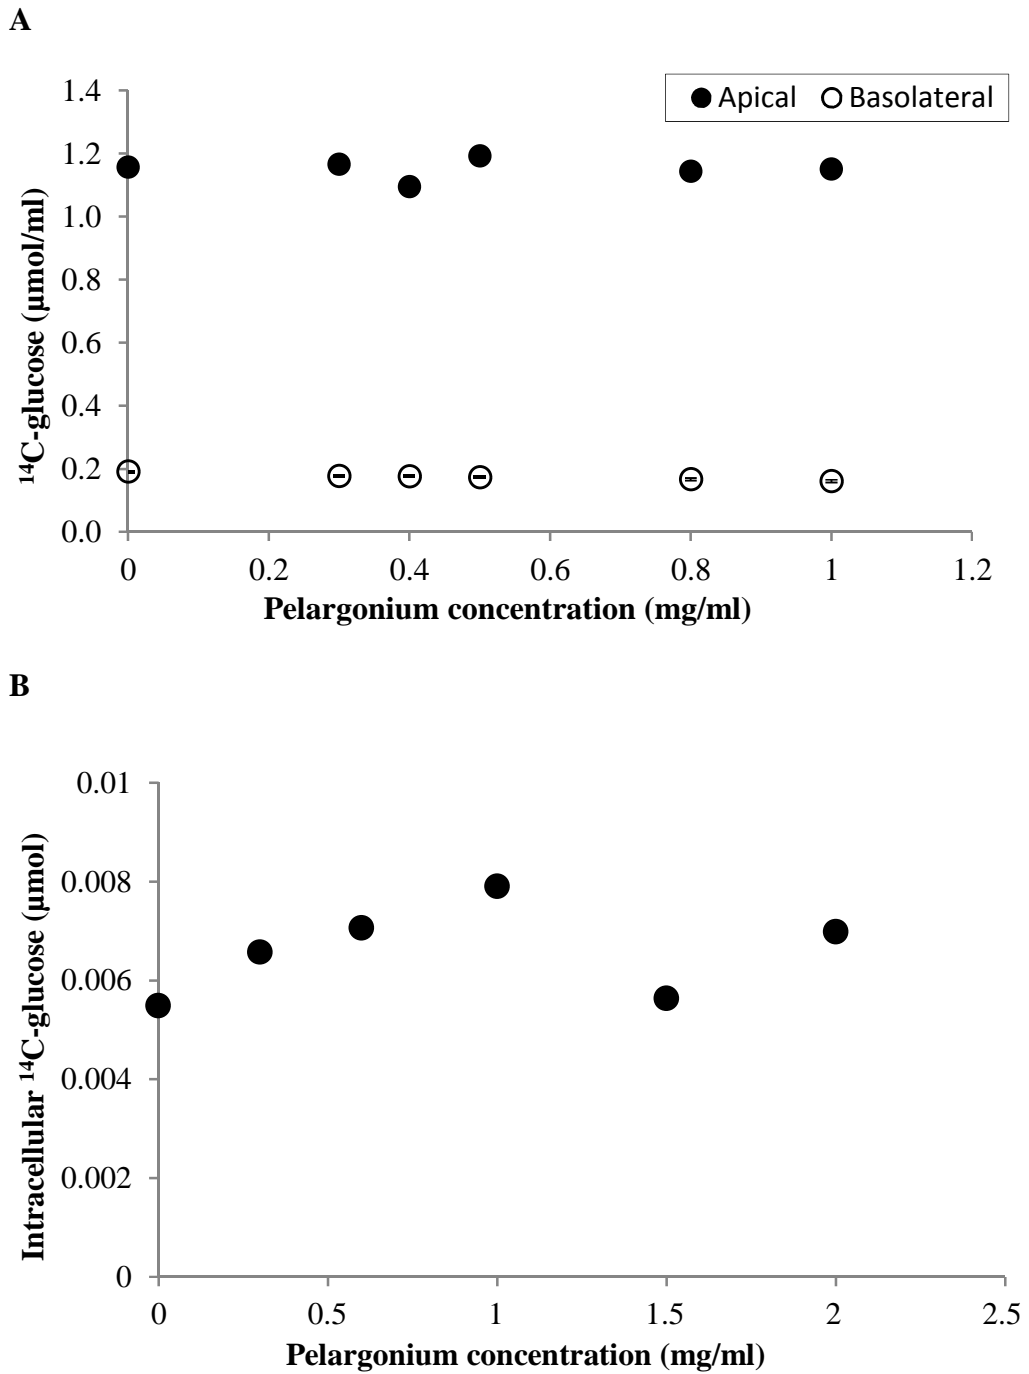 A
1.4
Apical Basolateral
1.2
1.0
0.8
0.6
0.4
0.2
0.0
¹⁴C-glucose (µmol/ml)
0 0.2 0.4 0.6 0.8 1 1.2
Pelargonium concentration (mg/ml)
B
0.01
0.008
0.006
0.004
0.002
0
Intracellular ¹⁴C-glucose (µmol)
0 0.5 1 1.5 2 2.5
Pelargonium concentration (mg/ml)